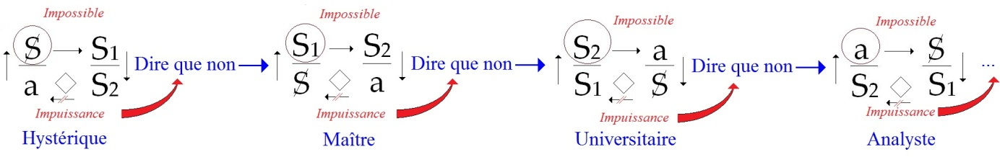 Impossible Impossible Impossible Impossible
$ → S1 Dire que non → S1 → S2 Dire que non → S2 → a Dire que non → a → $ ...
a ◇ S2 $ ◇ a S1 ◇ $ S2 ◇ S1
Impuissance Impuissance Impuissance Impuissance
Hystérique Maître Universitaire Analyste